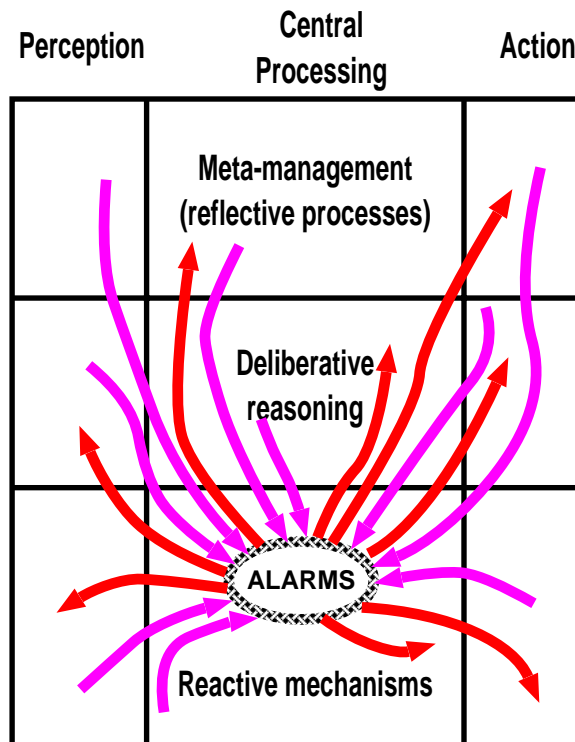 Perception
Central
Processing
Action
Meta-management
(reflective processes)
Deliberative
reasoning
ALARMS
Reactive mechanisms